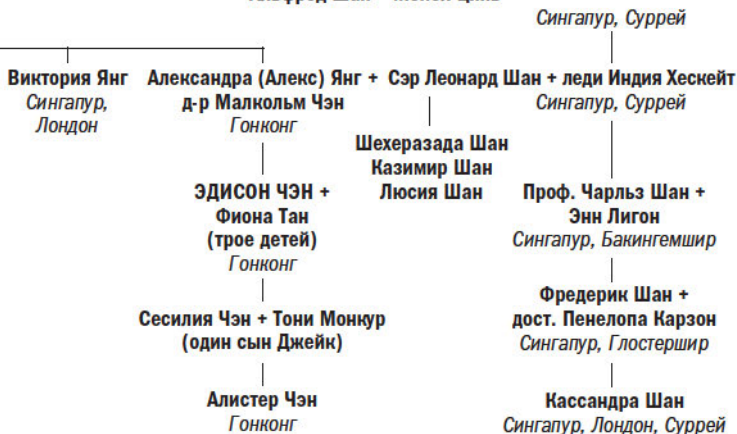 Сингапур, Суррей
Виктория Янг
Сингапур,
Лондон
Александра (Алекс) Янг +
д-р Малкольм Чэн
Гонконг
Сэр Леонард Шан + леди Индия Хескейт
Сингапур, Суррей
Шехеразада Шан
Казимир Шан
Люсия Шан
ЭДИСОН ЧЭН +
Фиона Тан
(трое детей)
Гонконг
Проф. Чарльз Шан +
Энн Лигон
Сингапур, Бакингемшир
Сесилия Чэн + Тони Монкур
(один сын Джейк)
Фредерик Шан +
дост. Пенелопа Карзон
Сингапур, Глостершир
Алистер Чэн
Гонконг
Кассандра Шан
Сингапур, Лондон, Суррей